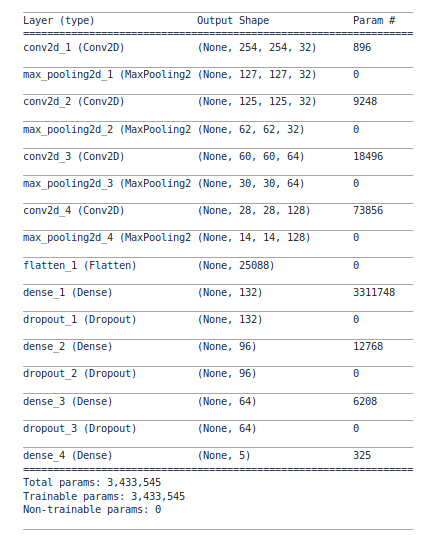 Layer (type) Output Shape Param #
=================================================================
conv2d_1 (Conv2D) (None, 254, 254, 32) 896
max_pooling2d_1 (MaxPooling2 (None, 127, 127, 32) 0
conv2d_2 (Conv2D) (None, 125, 125, 32) 9248
max_pooling2d_2 (MaxPooling2 (None, 62, 62, 32) 0
conv2d_3 (Conv2D) (None, 60, 60, 64) 18496
max_pooling2d_3 (MaxPooling2 (None, 30, 30, 64) 0
conv2d_4 (Conv2D) (None, 28, 28, 128) 73856
max_pooling2d_4 (MaxPooling2 (None, 14, 14, 128) 0
flatten_1 (Flatten) (None, 25088) 0
dense_1 (Dense) (None, 132) 3311748
dropout_1 (Dropout) (None, 132) 0
dense_2 (Dense) (None, 96) 12768
dropout_2 (Dropout) (None, 96) 0
dense_3 (Dense) (None, 64) 6208
dropout_3 (Dropout) (None, 64) 0
dense_4 (Dense) (None, 5) 325
=================================================================
Total params: 3,433,545
Trainable params: 3,433,545
Non-trainable params: 0